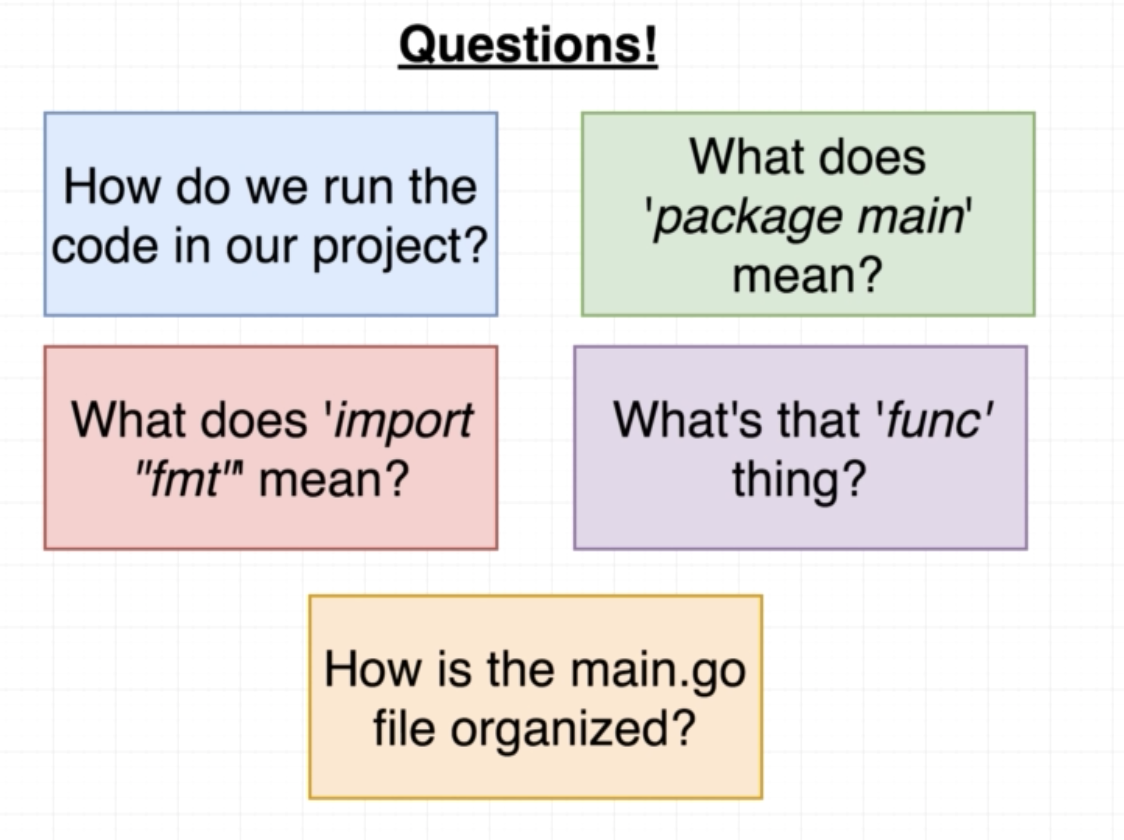 Questions!
How do we run the
code in our project?
What does
'package main'
mean?
What does 'import
"fmt"' mean?
What's that 'func'
thing?
How is the main.go
file organized?